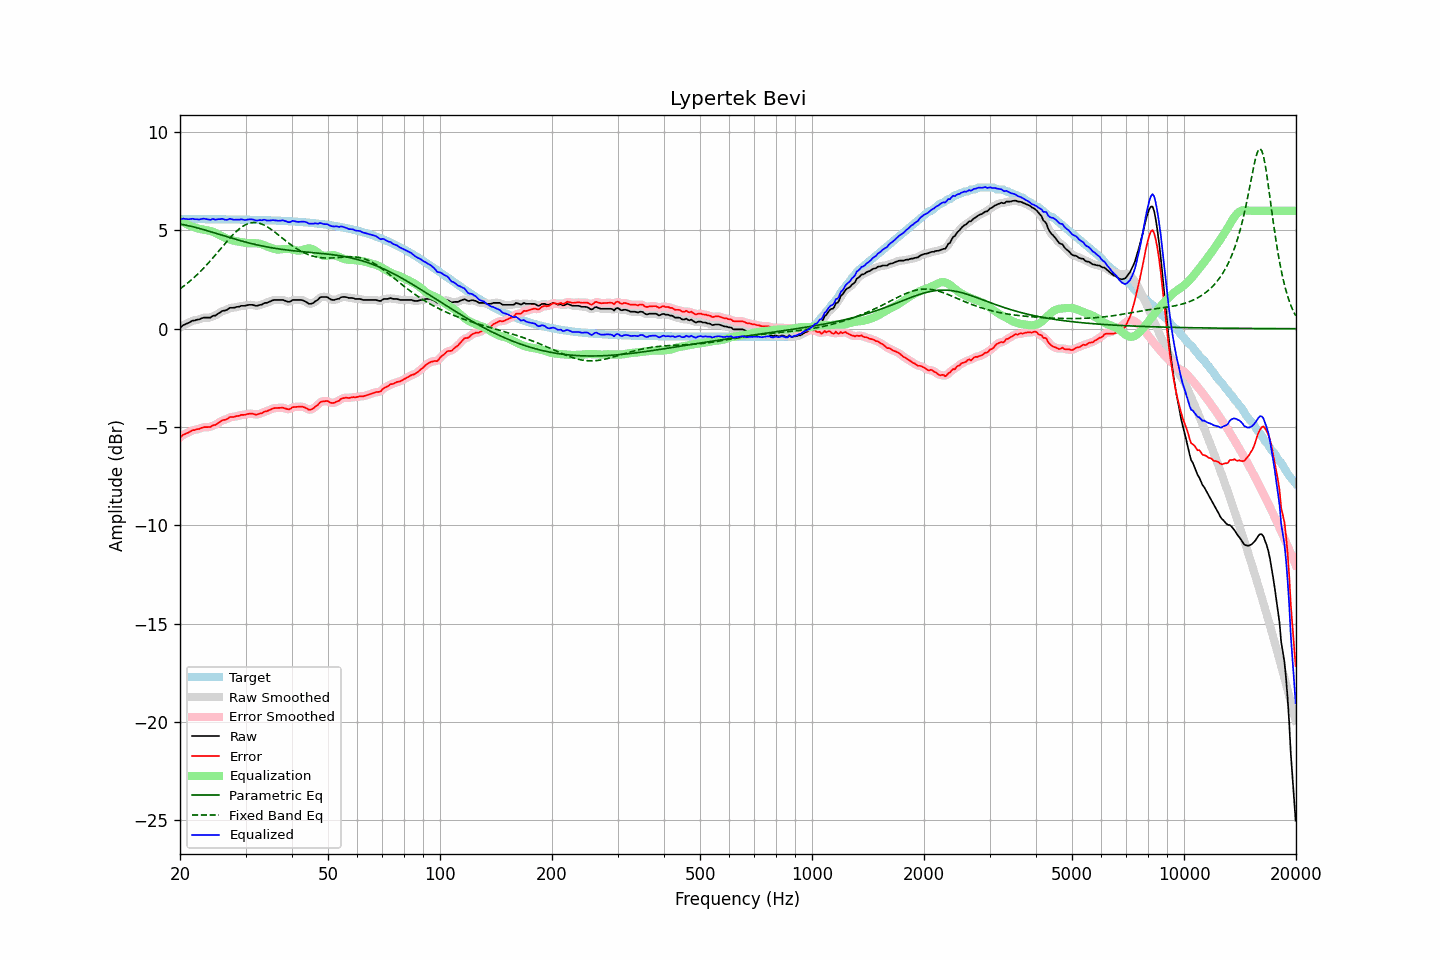 Lypertek Bevi
10
5
0
−5
−10
−15
−20
−25
Amplitude (dBr)
Target
Raw Smoothed
Error Smoothed
Raw
Error
Equalization
Parametric Eq
Fixed Band Eq
Equalized
20 50 100 200 500 1000 2000 5000 10000 20000
Frequency (Hz)